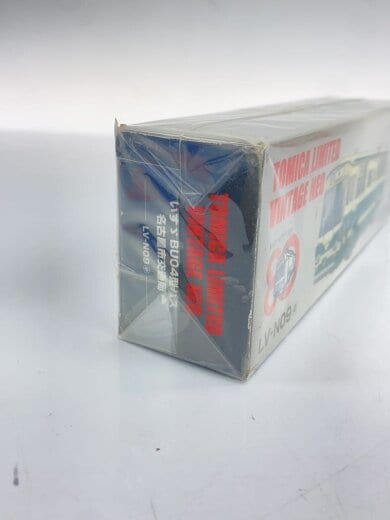 TOMICA LIMITED
VINTAGE NEO
いすゞBU04型バス
名古屋市交通局
LV-N09
TOMICA LIMITED
VINTAGE NEO
LV-N09